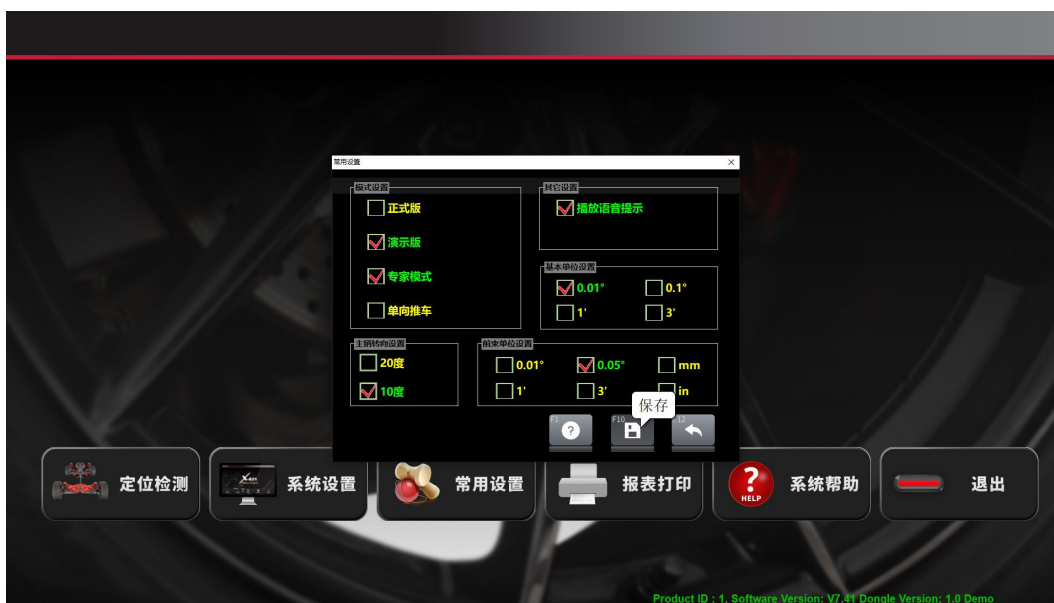 常用设置
模式设置
正式版
演示版
专家模式
单向推车
其它设置
播放语音提示
基本单位设置
0.01° 0.1°
1' 3'
主销转向设置
20度
10度
前束单位设置
0.01° 0.05° mm
1' 3' in
保存
F1 F10
定位检测
X-401
系统设置
常用设置
报表打印
HELP
系统帮助
退出
Product ID : 1, Software Version: V7.41 Dongle Version: 1.0 Demo